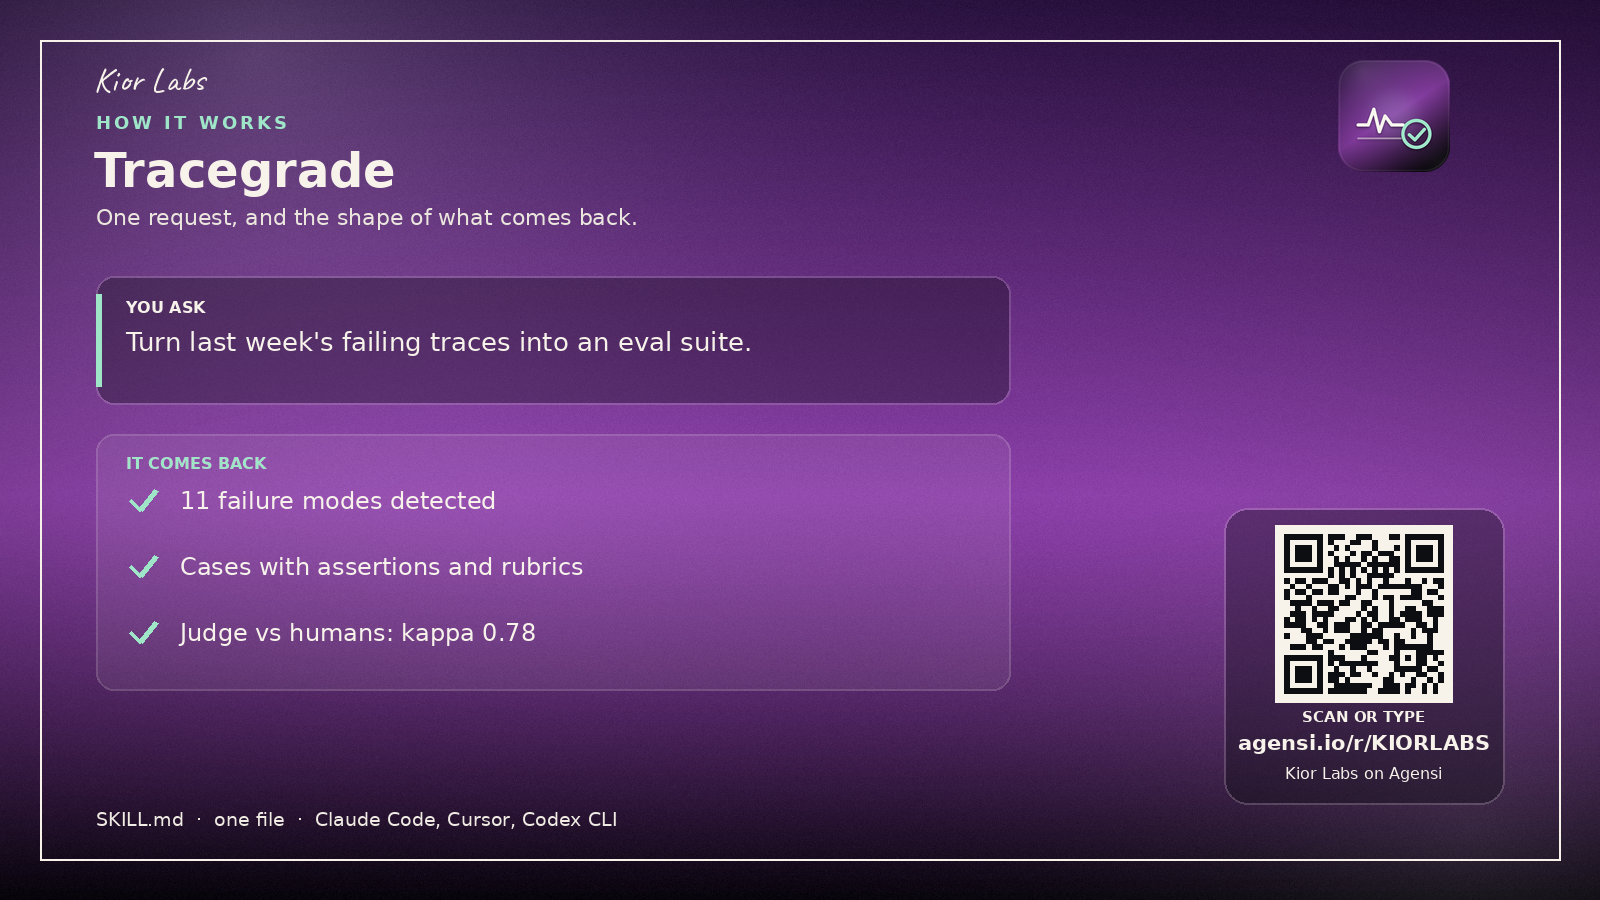 Kior Labs
HOW IT WORKS
Tracegrade
One request, and the shape of what comes back.
YOU ASK
Turn last week's failing traces into an eval suite.
IT COMES BACK
11 failure modes detected
Cases with assertions and rubrics
Judge vs humans: kappa 0.78
SCAN OR TYPE
agensi.io/r/KIORLABS
Kior Labs on Agensi
SKILL.md · one file · Claude Code, Cursor, Codex CLI